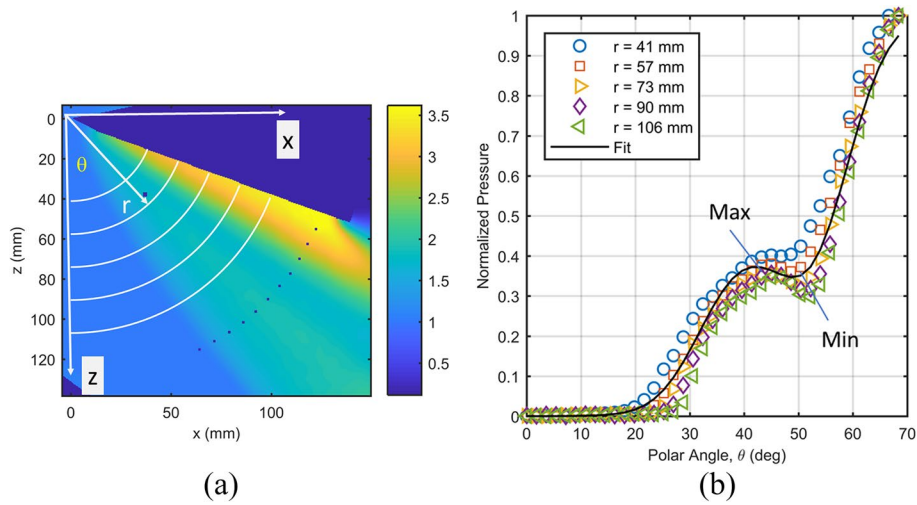 0
20
40
60
80
100
120
z (mm)
0
50
100
x (mm)
x
θ
r
z
3.5
3
2.5
2
1.5
1
0.5
(a)
1
0.9
0.8
0.7
0.6
0.5
0.4
0.3
0.2
0.1
0
Normalized Pressure
r = 41 mm
r = 57 mm
r = 73 mm
r = 90 mm
r = 106 mm
Fit
Max
Min
0 10 20 30 40 50 60 70
Polar Angle, θ (deg)
(b)